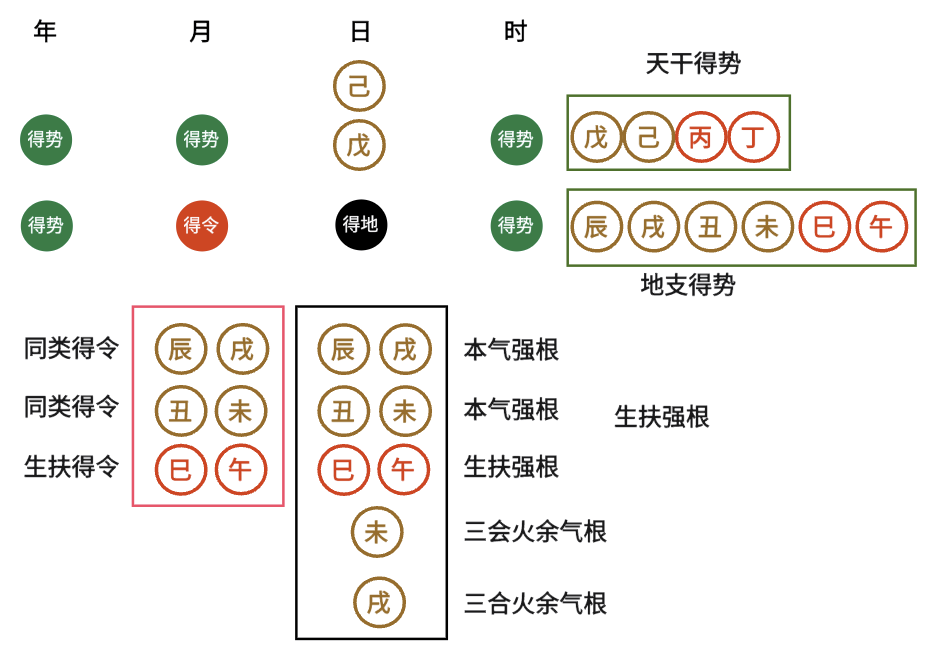 年 月 日 时
天干得势
己
得势 得势 戊 得势 戊 己 丙 丁
得势 得令 得地 得势 辰 戌 丑 未 巳 午
地支得势
同类得令 辰 戌 辰 戌 本气强根
同类得令 丑 未 丑 未 本气强根 生扶强根
生扶得令 巳 午 巳 午 生扶强根
未 三会火余气根
戌 三合火余气根